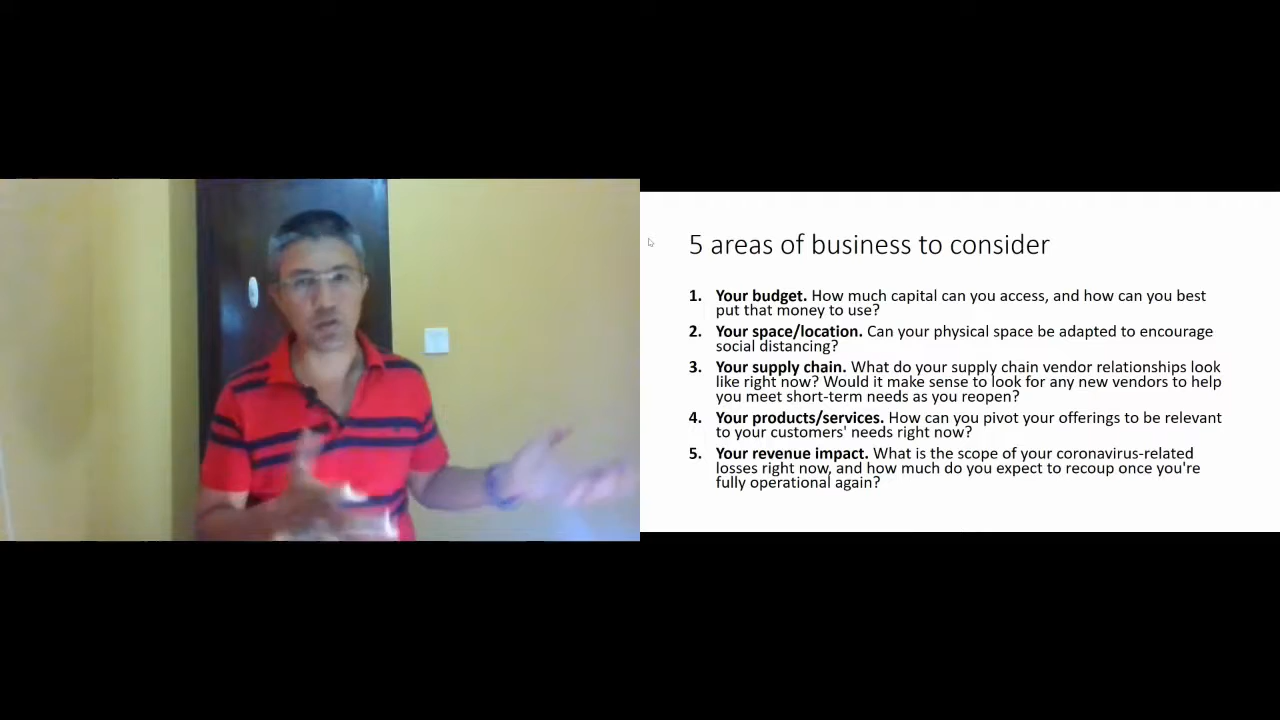 5 areas of business to consider
1. Your budget. How much capital can you access, and how can you best
put that money to use?
2. Your space/location. Can your physical space be adapted to encourage
social distancing?
3. Your supply chain. What do your supply chain vendor relationships look
like right now? Would it make sense to look for any new vendors to help
you meet short-term needs as you reopen?
4. Your products/services. How can you pivot your offerings to be relevant
to your customers' needs right now?
5. Your revenue impact. What is the scope of your coronavirus-related
losses right now, and how much do you expect to recoup once you're
fully operational again?